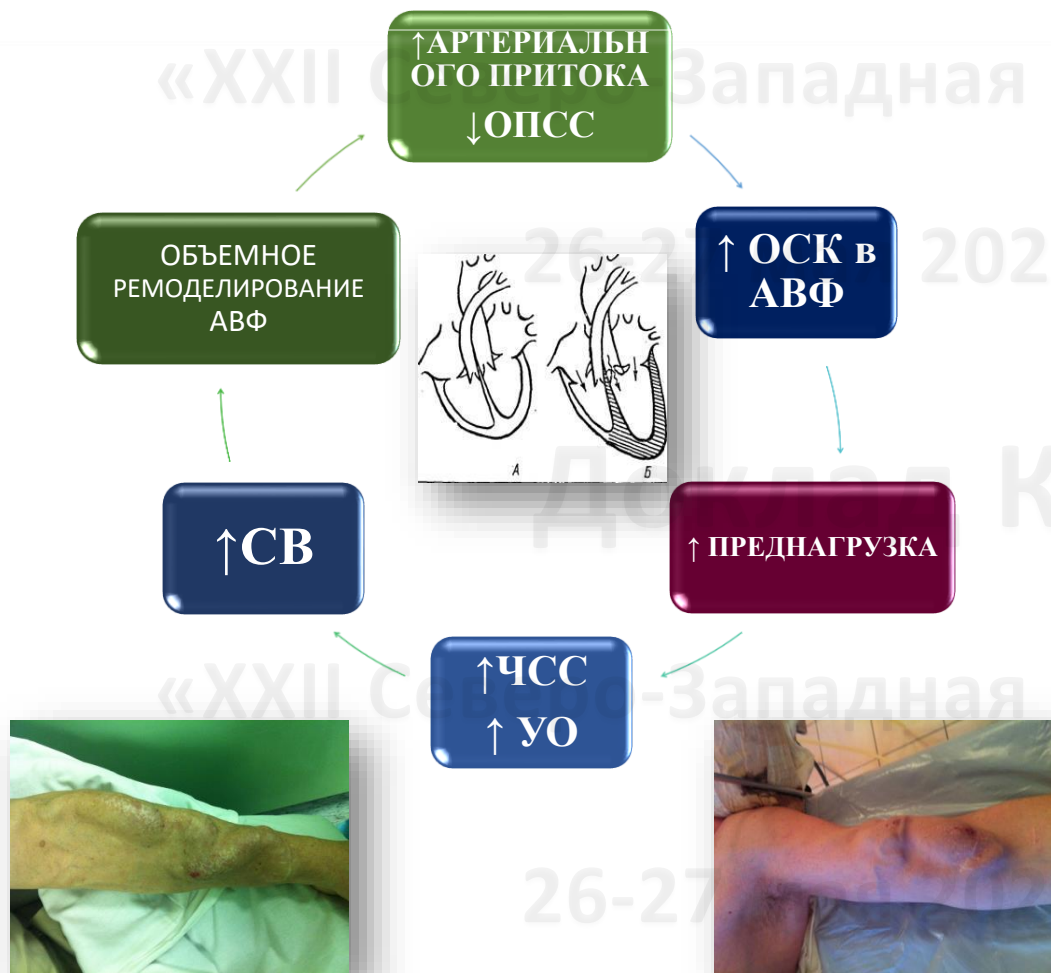 ↑АРТЕРИАЛЬН
ОГО ПРИТОКА
↓ОПСС
«XXII Северо-Западная
ОБЪЕМНОЕ
РЕМОДЕЛИРОВАНИЕ
АВФ
↑ ОСК в
АВФ
26-2 202
А Б
Доклад К
↑СВ
↑ ПРЕДНАГРУЗКА
↑ЧСС
↑ УО
«XXII Северо-Западная
26-27